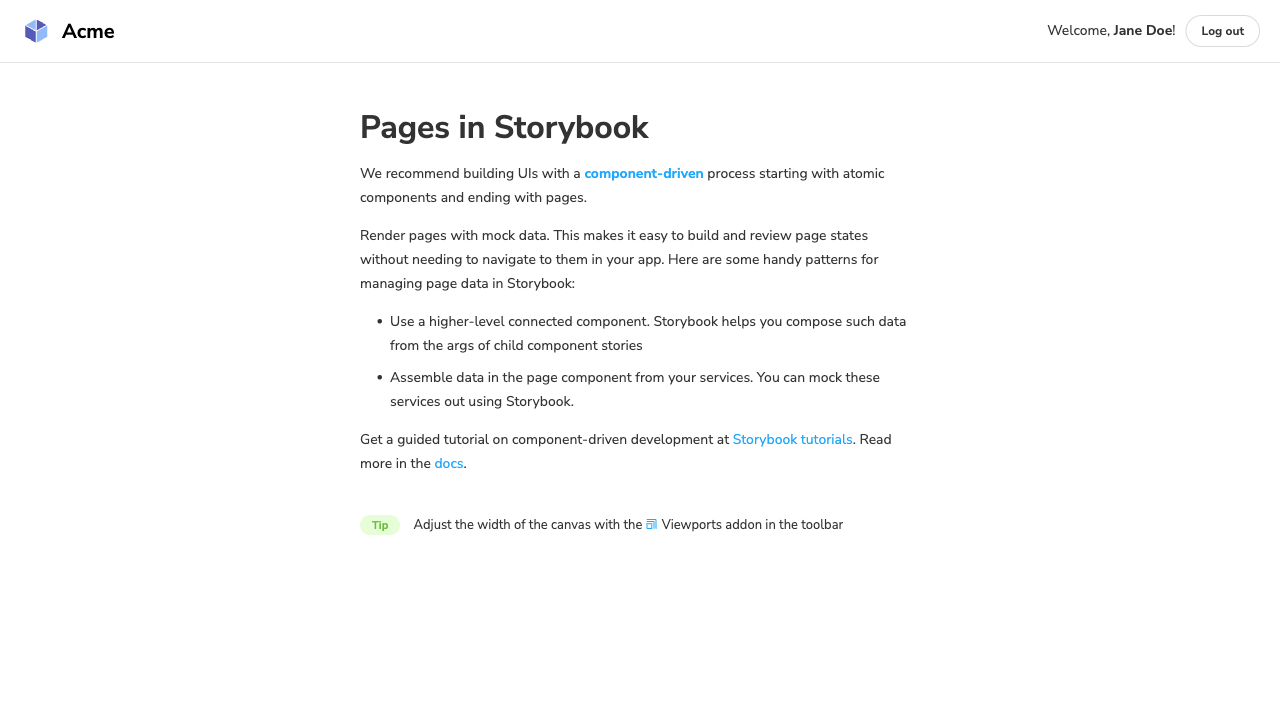 Acme
Welcome, Jane Doe!
Log out
Pages in Storybook
We recommend building UIs with a component-driven process starting with atomic
components and ending with pages.
Render pages with mock data. This makes it easy to build and review page states
without needing to navigate to them in your app. Here are some handy patterns for
managing page data in Storybook:
• Use a higher-level connected component. Storybook helps you compose such data
from the args of child component stories
• Assemble data in the page component from your services. You can mock these
services out using Storybook.
Get a guided tutorial on component-driven development at Storybook tutorials. Read
more in the docs.
Tip Adjust the width of the canvas with the Viewports addon in the toolbar